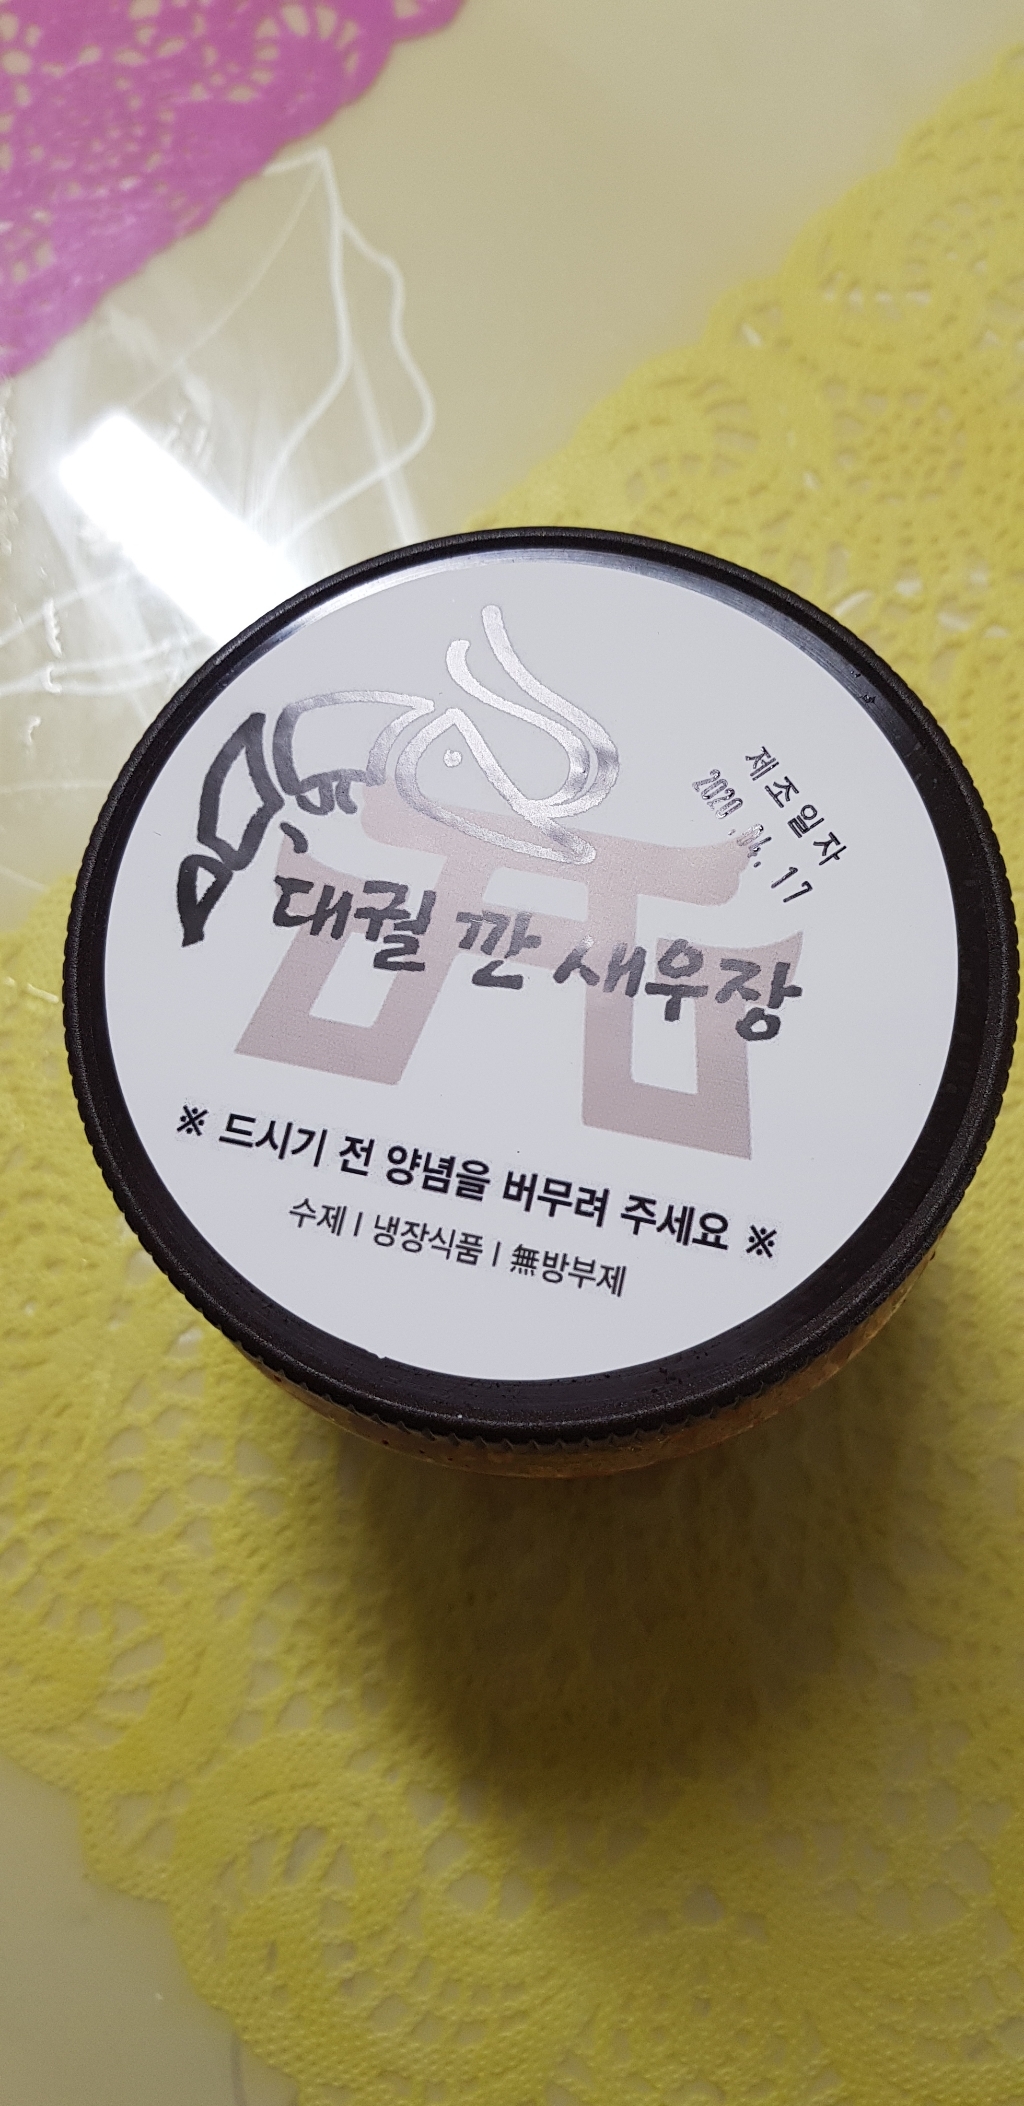 제조일자
2020.04.17
대궐 깐 새우장
※ 드시기 전 양념을 버무려 주세요 ※
수제 | 냉장식품 | 無방부제